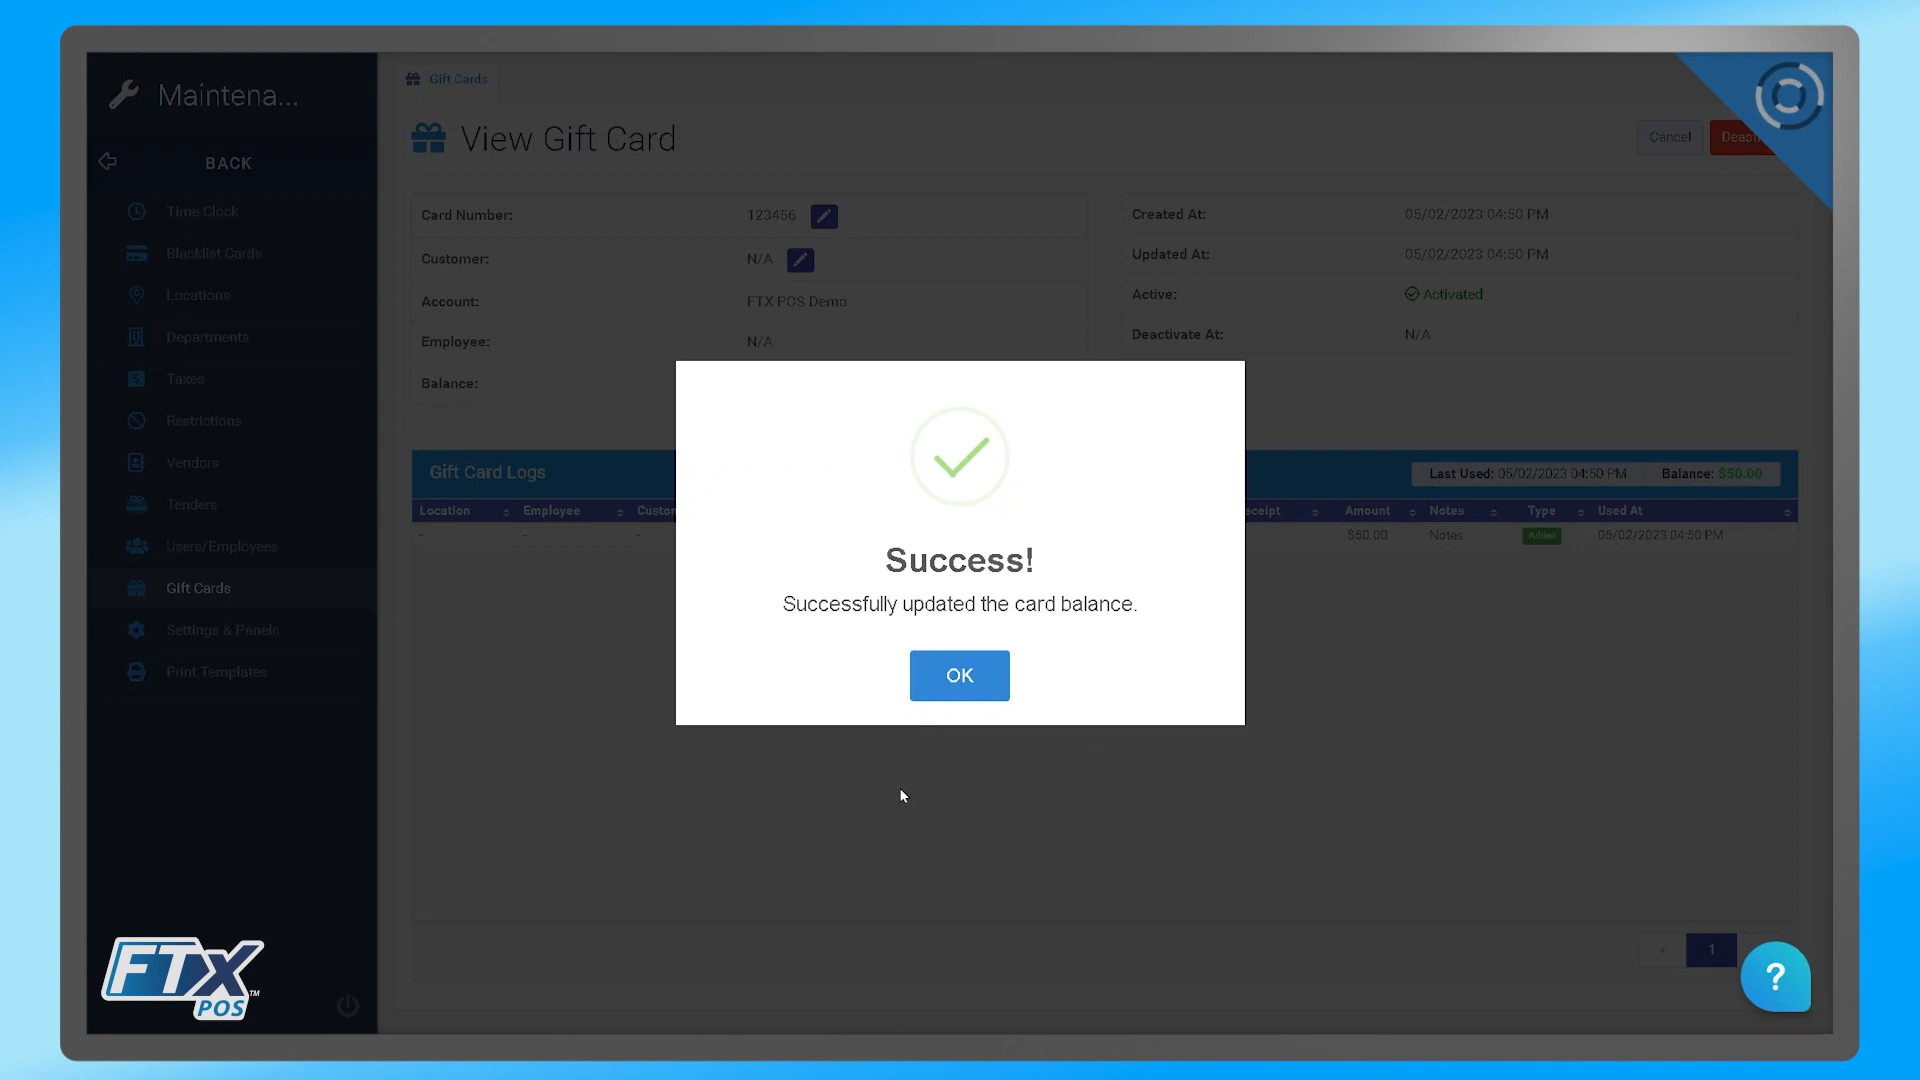 Maintena...
BACK
Time Clock
Blacklist Cards
Locations
Departments
Taxes
Restrictions
Vendors
Tenders
Users/Employees
Gift Cards
Settings & Panels
Print Templates
FTX POS TM
Gift Cards
View Gift Card
Cancel
Card Number: 123456
Customer: N/A
Account: FTX POS Demo
Employee: N/A
Balance:
Created At: 05/02/2023 04:50 PM
Updated At: 05/02/2023 04:50 PM
Active: Activated
Deactivate At: N/A
Gift Card Logs Last Used: 05/02/2023 04:50 PM Balance: $50.00
Location Employee Custom eceipt Amount Notes Type Used At
- - - $50.00 Notes Added 05/02/2023 04:50 PM
Success!
Successfully updated the card balance.
OK
1
?